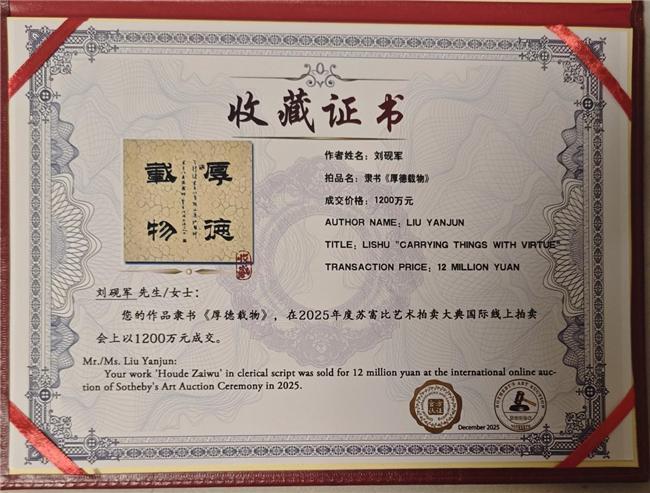 收藏证书
厚德
載物
作者姓名：刘砚军
拍品名：隶书《厚德载物》
成交价格：1200万元
AUTHOR NAME: LIU YANJUN
TITLE: LISHU "CARRYING THINGS WITH VIRTUE"
TRANSACTION PRICE: 12 MILLION YUAN
刘砚军 先生/女士：
您的作品隶书《厚德载物》，在2025年度苏富比艺术拍卖大典国际线上拍卖
会上以1200万元成交。
Mr./Ms. Liu Yanjun:
Your work 'Houde Zaiwu' in clerical script was sold for 12 million yuan at the international online auc-
tion of Sotheby's Art Auction Ceremony in 2025.
December 2025
SOTHEBY'S ART AUCTION